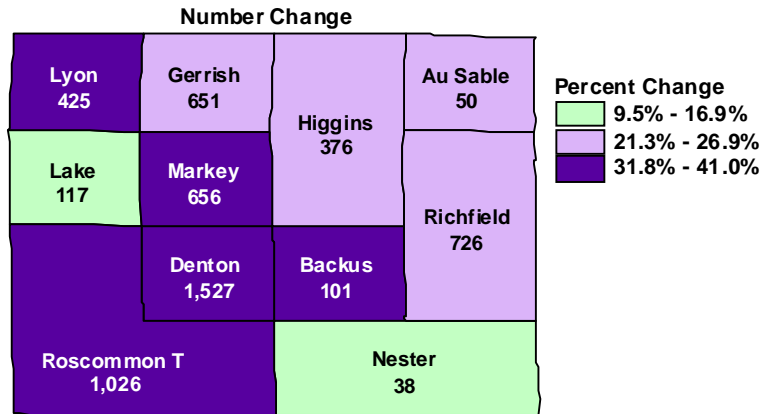 Number Change
Lyon
425
Gerrish
651
Higgins
376
Au Sable
50
Lake
117
Markey
656
Richfield
726
Denton
1,527
Backus
101
Roscommon T
1,026
Nester
38
Percent Change
9.5% - 16.9%
21.3% - 26.9%
31.8% - 41.0%